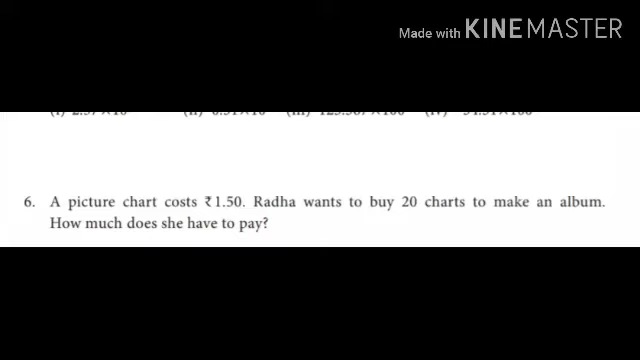 Made with KINEMASTER
6. A picture chart costs ₹1.50. Radha wants to buy 20 charts to make an album.
How much does she have to pay?